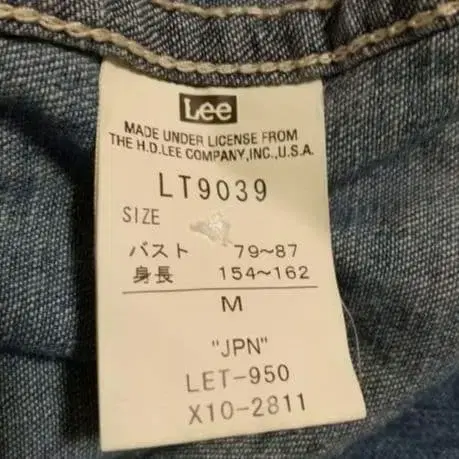 Lee
MADE UNDER LICENSE FROM
THE H.D.LEE COMPANY,INC.,U.S.A.
LT9039
SIZE
バスト 79~87
身長 154~162
M
"JPN"
LET-950
X10-2811